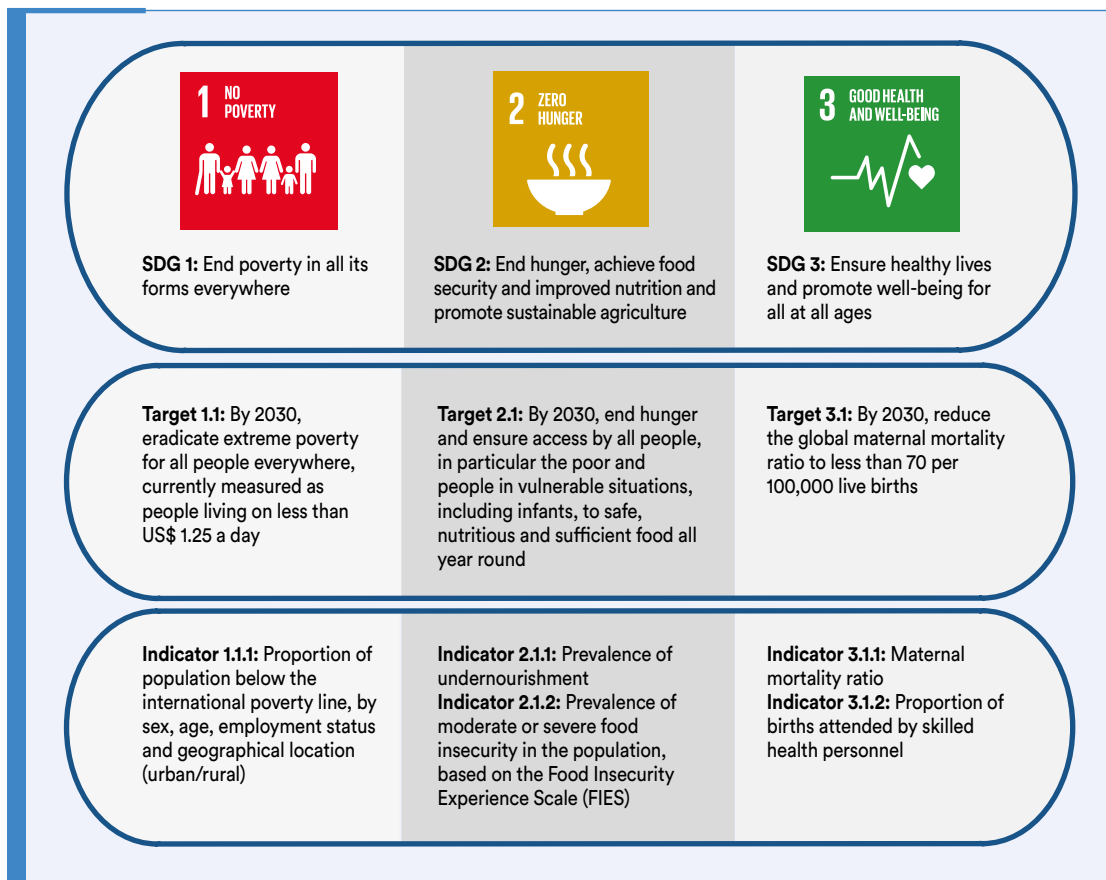 1 NO
POVERTY
SDG 1: End poverty in all its
forms everywhere
2 ZERO
HUNGER
SDG 2: End hunger, achieve food
security and improved nutrition and
promote sustainable agriculture
3 GOOD HEALTH
AND WELL-BEING
SDG 3: Ensure healthy lives
and promote well-being for
all at all ages
Target 1.1: By 2030,
eradicate extreme poverty
for all people everywhere,
currently measured as
people living on less than
US$ 1.25 a day
Target 2.1: By 2030, end hunger
and ensure access by all people,
in particular the poor and
people in vulnerable situations,
including infants, to safe,
nutritious and sufficient food all
year round
Target 3.1: By 2030, reduce
the global maternal mortality
ratio to less than 70 per
100,000 live births
Indicator 1.1.1: Proportion of
population below the
international poverty line, by
sex, age, employment status
and geographical location
(urban/rural)
Indicator 2.1.1: Prevalence of
undernourishment
Indicator 2.1.2: Prevalence of
moderate or severe food
insecurity in the population,
based on the Food Insecurity
Experience Scale (FIES)
Indicator 3.1.1: Maternal
mortality ratio
Indicator 3.1.2: Proportion of
births attended by skilled
health personnel